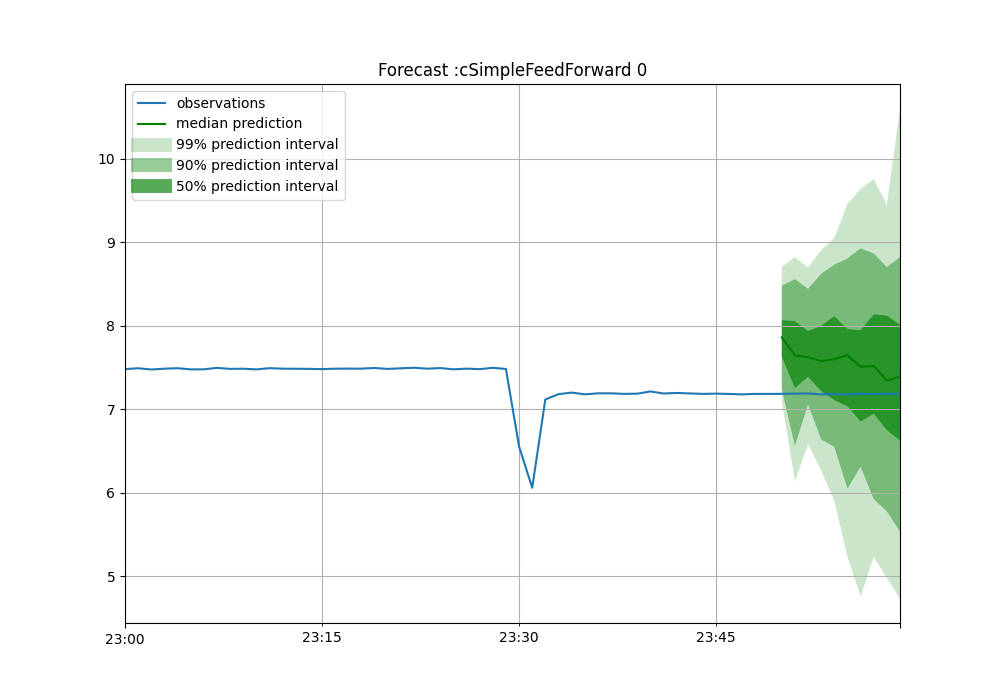 Forecast :cSimpleFeedForward 0
observations
median prediction
99% prediction interval
90% prediction interval
50% prediction interval
10
9
8
7
6
5
23:00
23:15
23:30
23:45